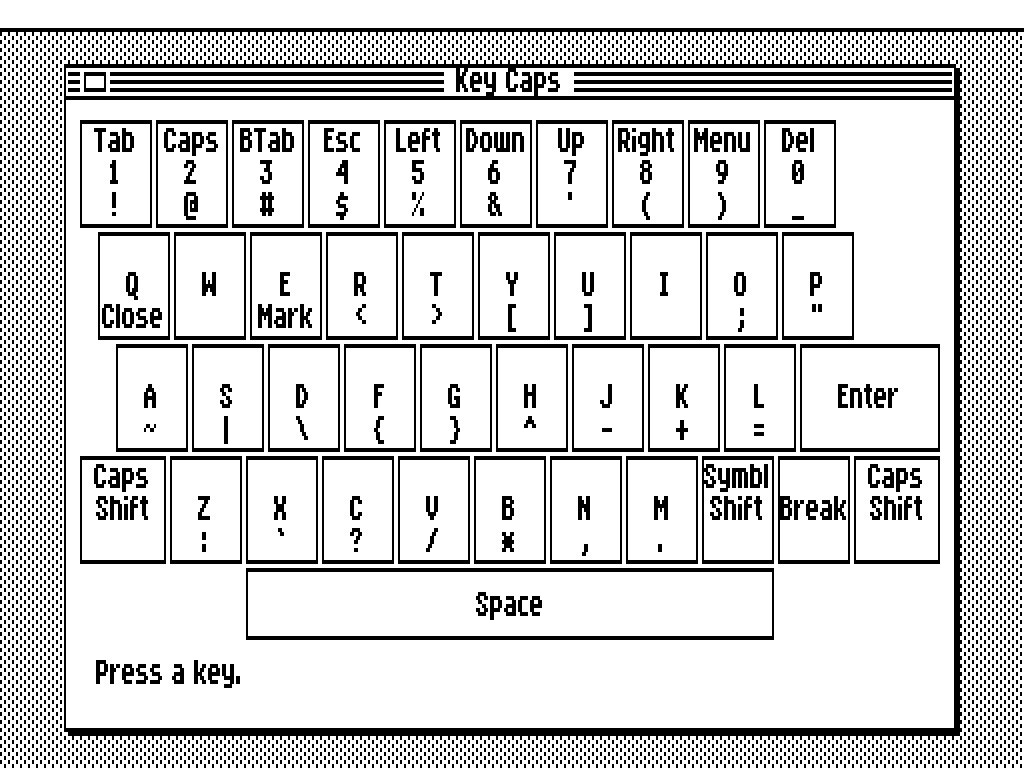 Key Caps
Tab Caps BTab Esc Left Down Up Right Menu Del
1 2 3 4 5 6 7 8 9 0
! @ # $ % & ' ( ) _
Q W E R T Y U I O P
Close Mark < > [ ] ; "
A S D F G H J K L Enter
~ | \ { } ^ - + =
Caps Symbl Caps
Shift Z X C V B N M Shift Break Shift
: ` ? / * , .
Space
Press a key.